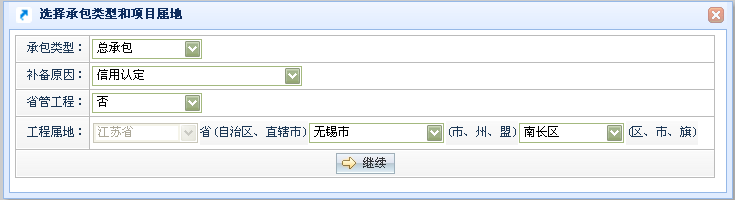 选择承包类型和项目属地
承包类型： 总承包
补备原因： 信用认定
省管工程： 否
工程属地： 江苏省 省(自治区、直辖市) 无锡市 (市、州、盟) 南长区 (区、市、旗)
继续